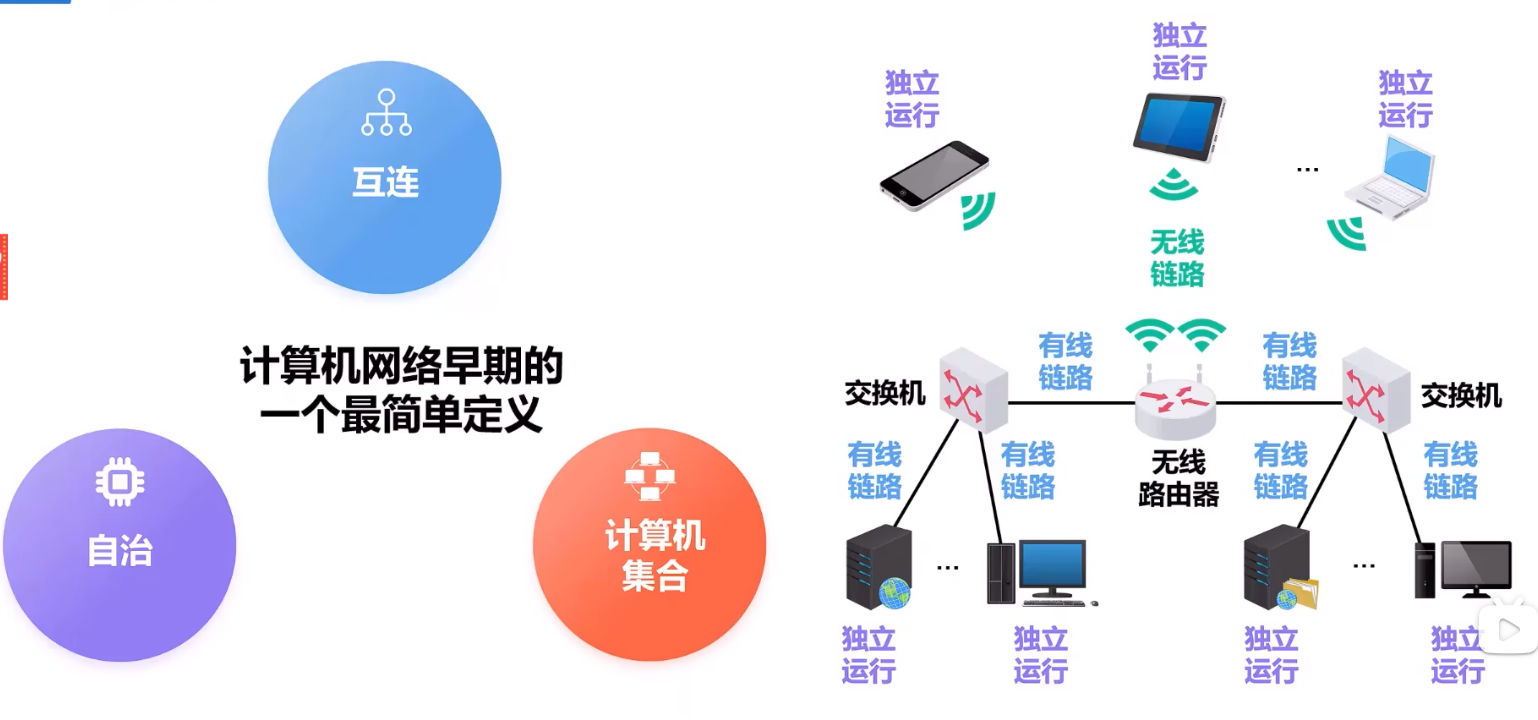 互连
计算机网络早期的
一个最简单定义
自治
计算机
集合
独立
运行
独立
运行
独立
运行
...
无线
链路
有线
链路
有线
链路
交换机
交换机
有线
链路
有线
链路
无线
路由器
有线
链路
有线
链路
...
...
独立
运行
独立
运行
独立
运行
独立
运行